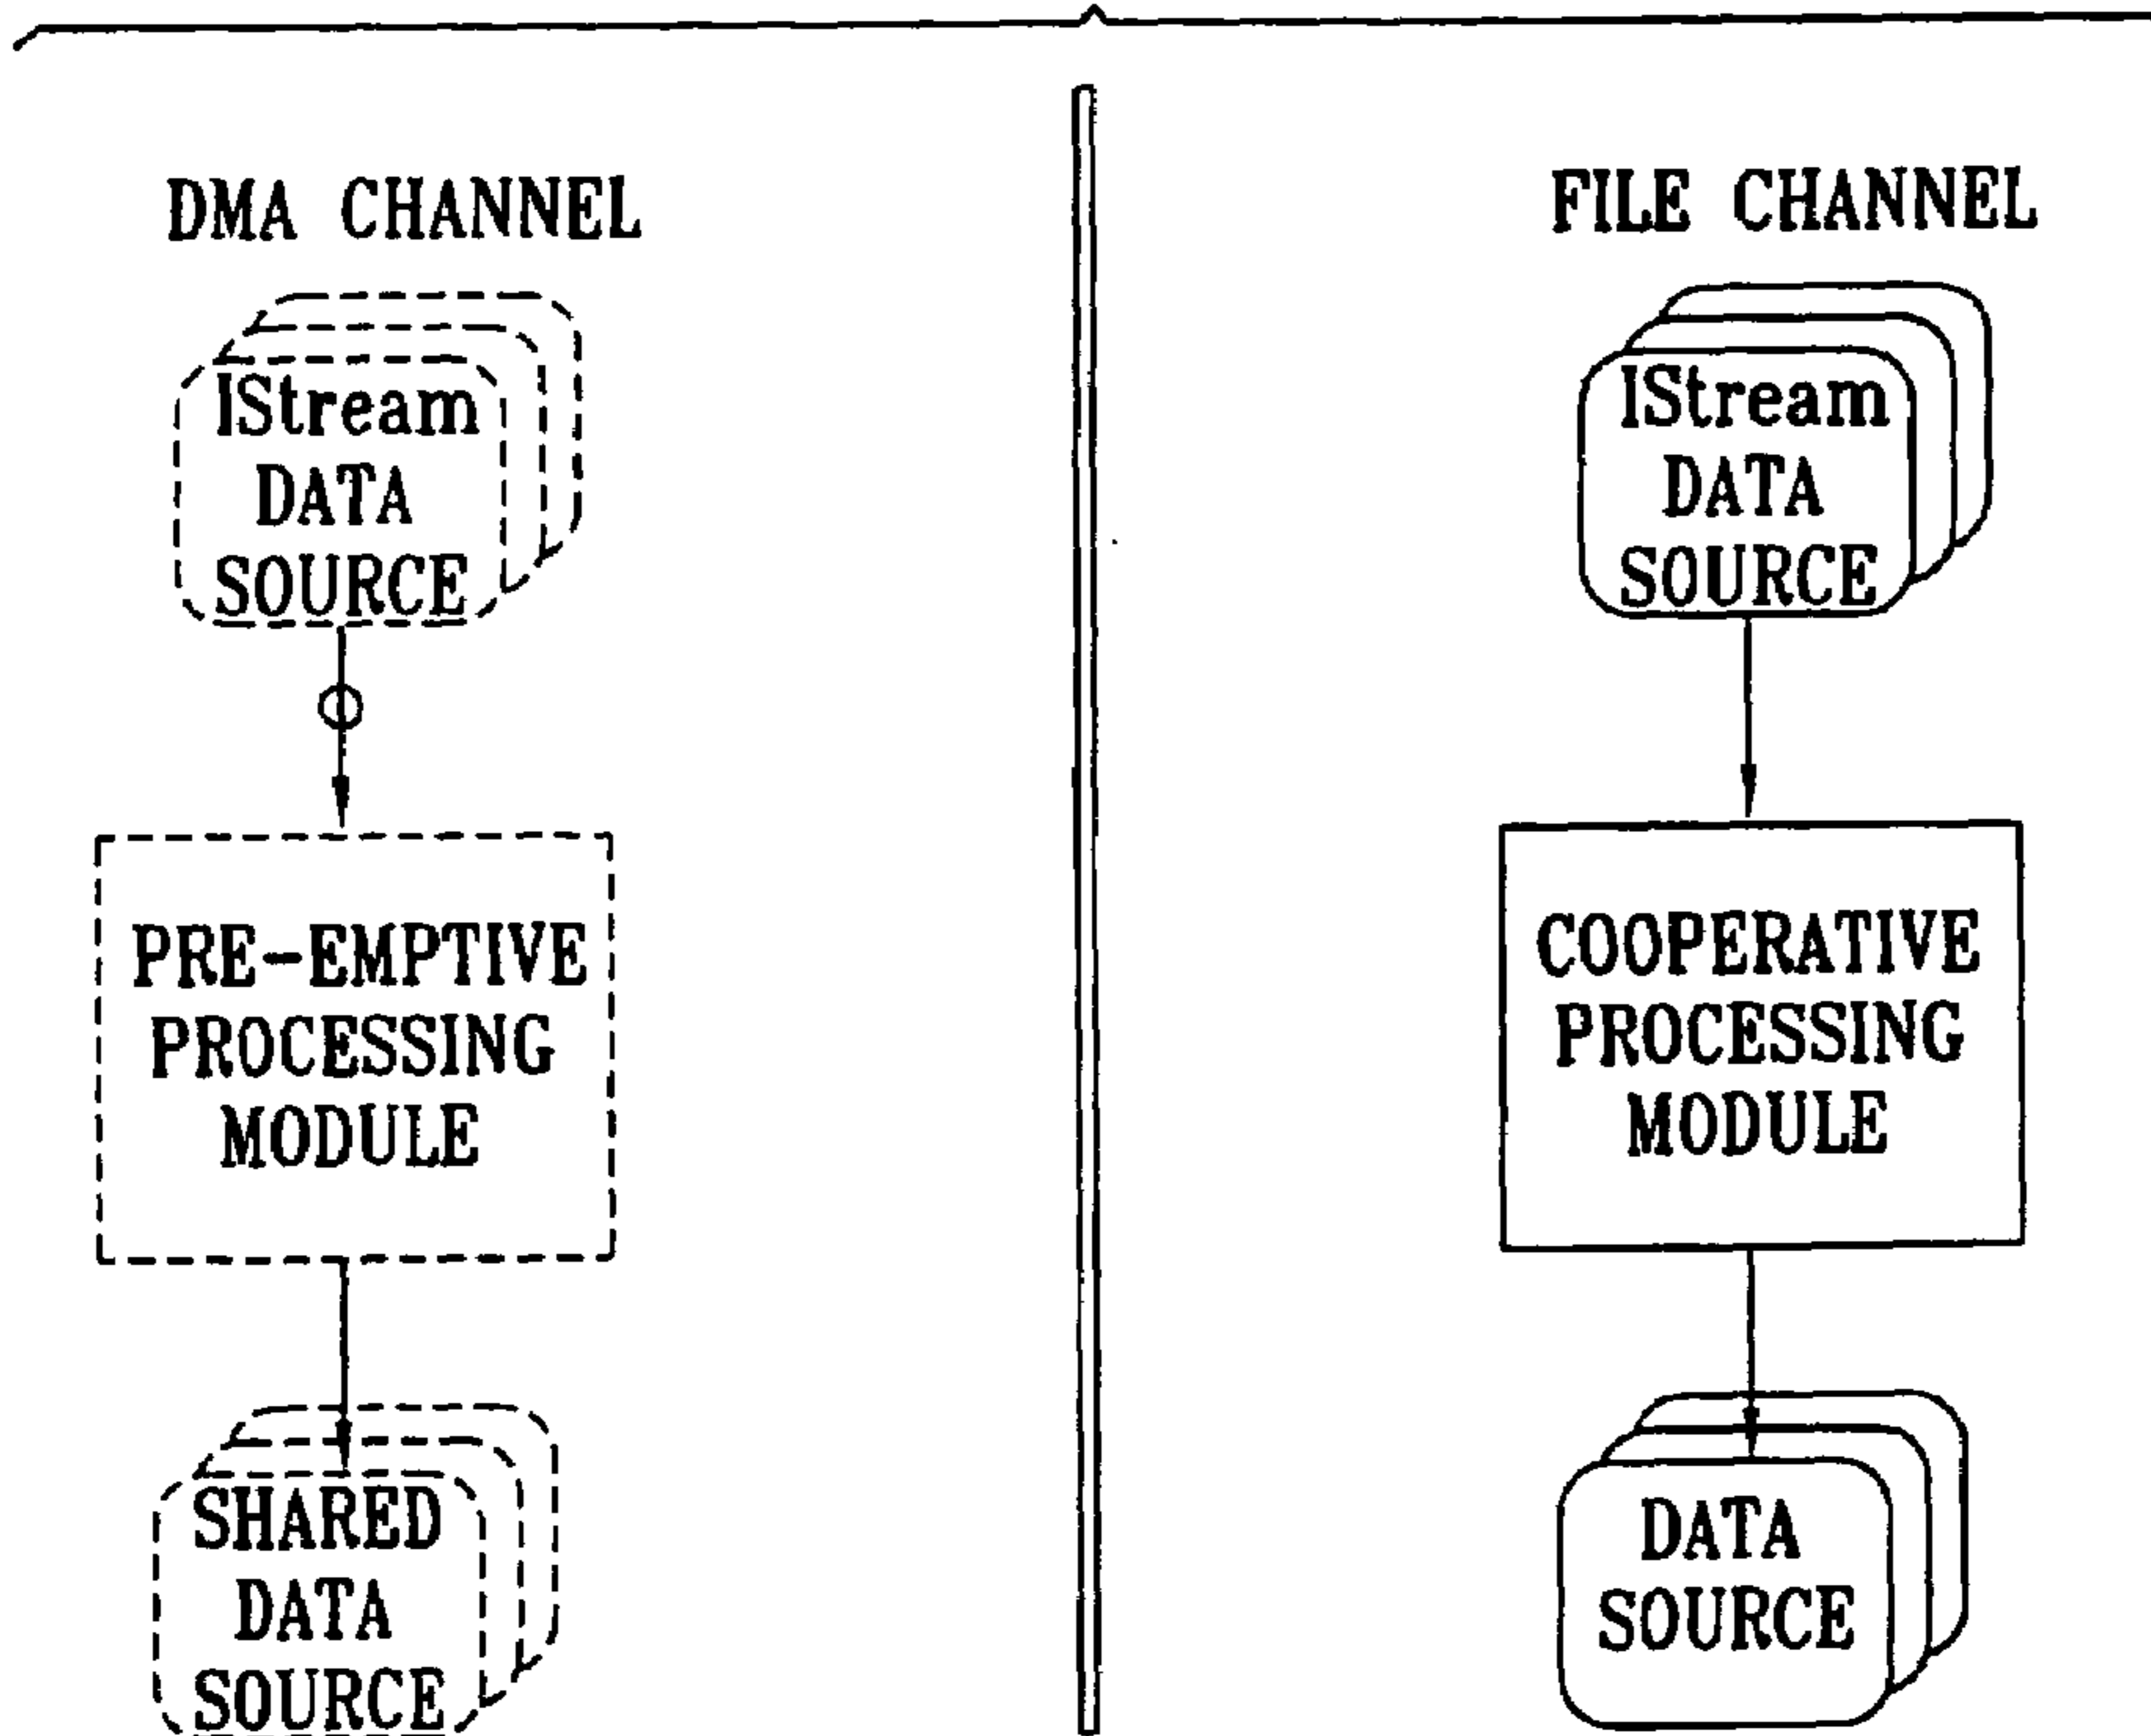 DMA CHANNEL
IStream
DATA
SOURCE
PRE-EMPTIVE
PROCESSING
MODULE
SHARED
DATA
SOURCE
FILE CHANNEL
IStream
DATA
SOURCE
COOPERATIVE
PROCESSING
MODULE
DATA
SOURCE